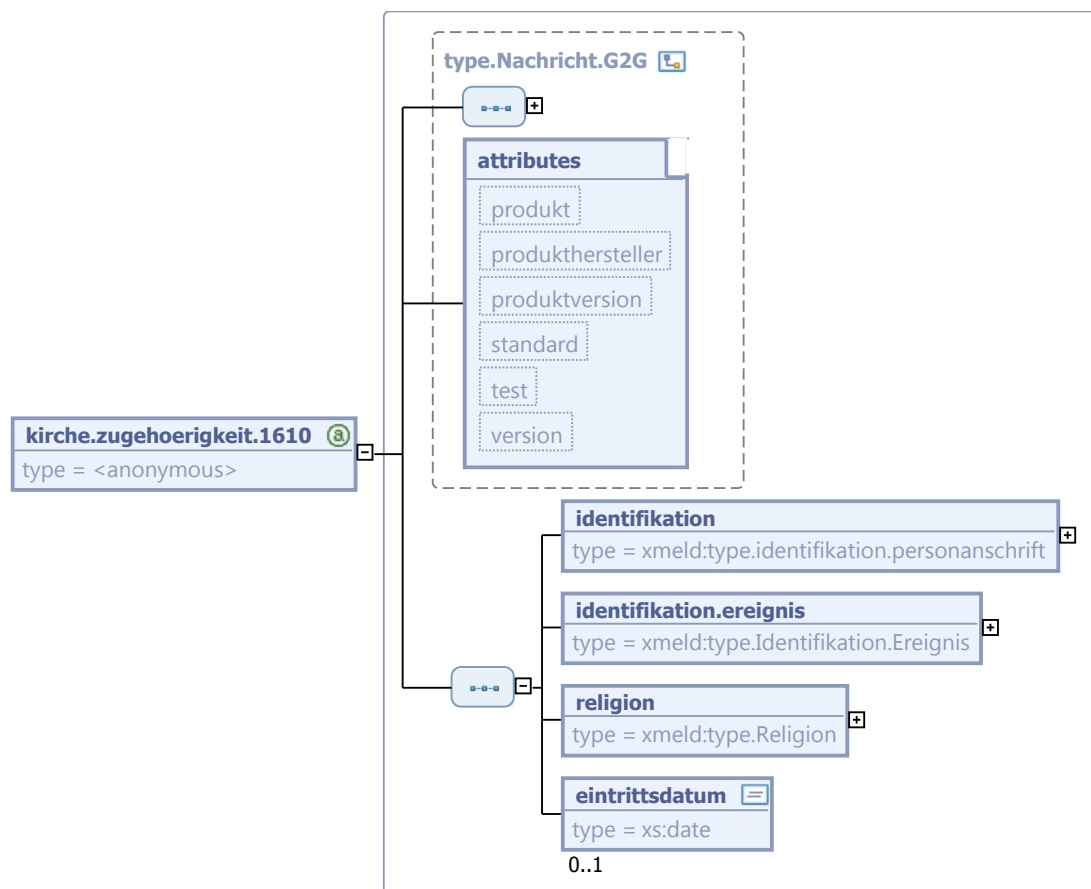 type.Nachricht.G2G
attributes
produkt
produkthersteller
produktversion
standard
test
version
kirche.zugehoerigkeit.1610 a
type = <anonymous>
identifikation
type = xmeld:type.identifikation.personanschrift
identifikation.ereignis
type = xmeld:type.Identifikation.Ereignis
religion
type = xmeld:type.Religion
eintrittsdatum
type = xs:date
0..1